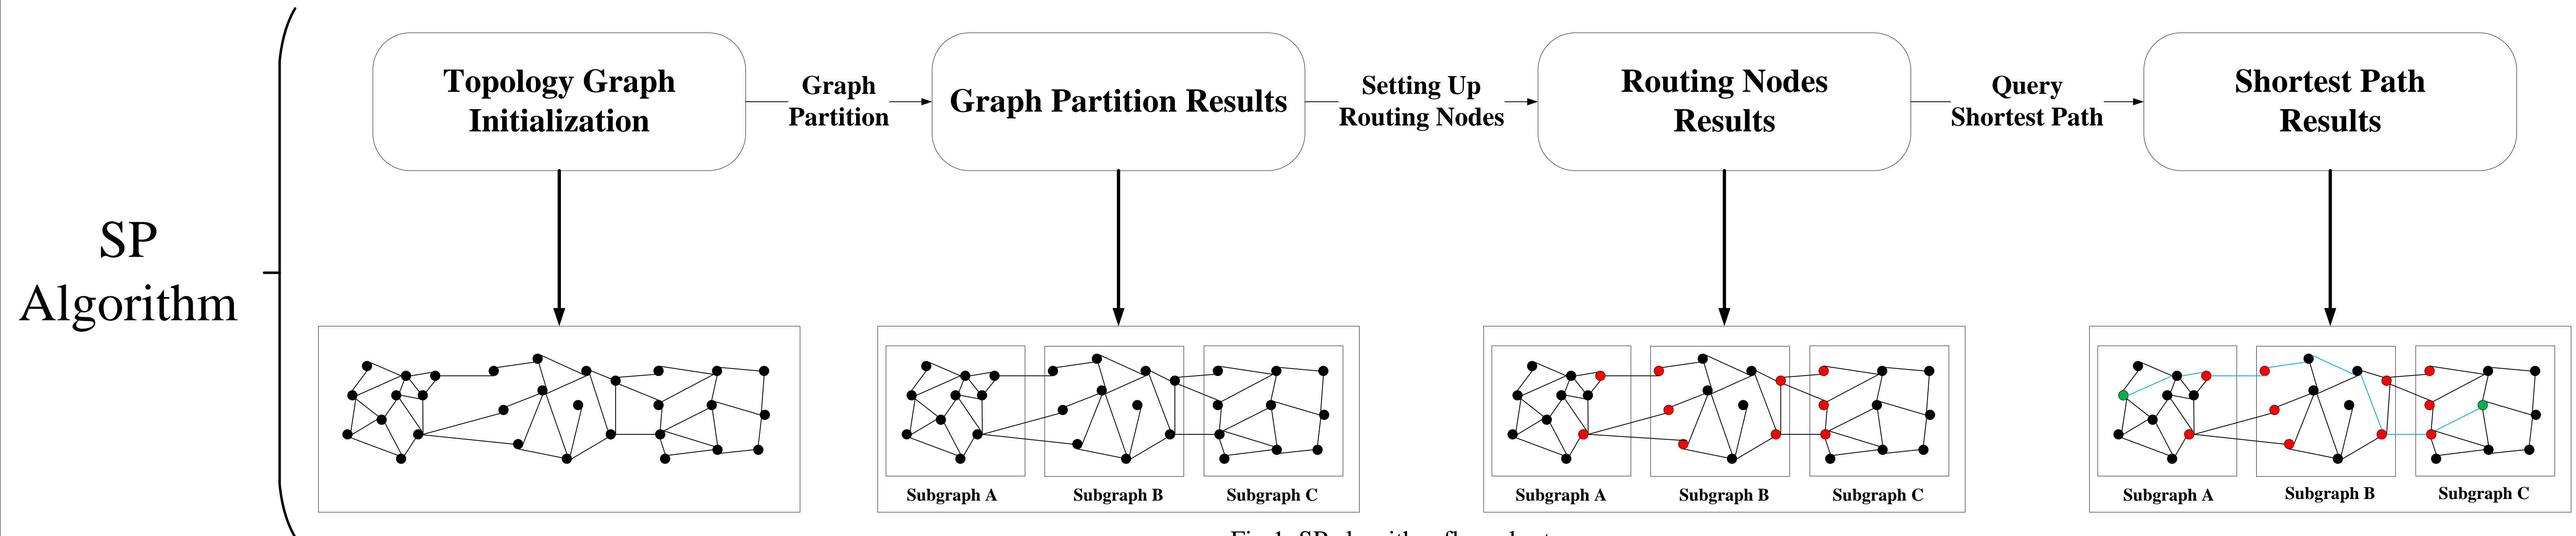 SP
Algorithm
Topology Graph
Initialization
Graph
Partition
Graph Partition Results
Setting Up
Routing Nodes
Routing Nodes
Results
Query
Shortest Path
Shortest Path
Results
Subgraph A
Subgraph B
Subgraph C
Subgraph A
Subgraph B
Subgraph C
Subgraph A
Subgraph B
Subgraph C